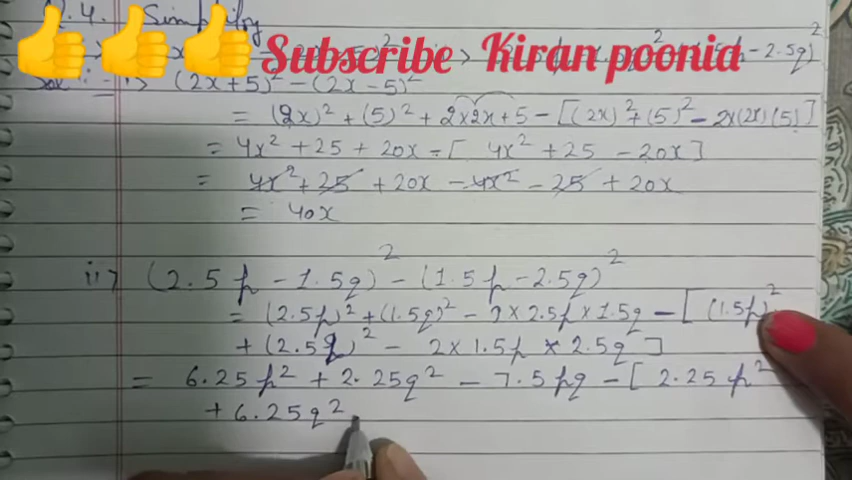 Q.4. Simplify
👍👍👍 Subscribe Kiran poonia
Sol :- i> (2x+5)² - (2x-5)²
= (2x)² + (5)² + 2×2x+5 - [(2x)²+(5)² - 2×(2x)(5)]
= 4x² + 25 + 20x - [ 4x² + 25 - 20x ]
= 4x² + 25 + 20x - 4x² - 25 + 20x
= 40x
ii> (2.5p - 1.5q)² - (1.5p - 2.5q)²
= (2.5p)² + (1.5q)² - 2 × 2.5p × 1.5q - [ (1.5p)²
+ (2.5q)² - 2 × 1.5p × 2.5q ]
= 6.25p² + 2.25q² - 7.5pq - [ 2.25p²
+ 6.25q²